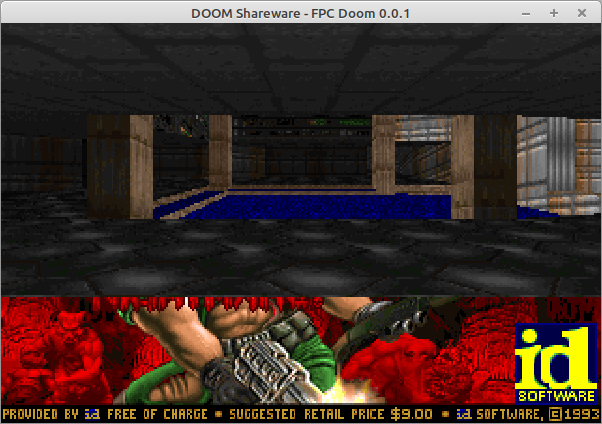 DOOM Shareware - FPC Doom 0.0.1
id
SOFTWARE
PROVIDED BY id FREE OF CHARGE • SUGGESTED RETAIL PRICE $9.00 • id SOFTWARE, ©1993